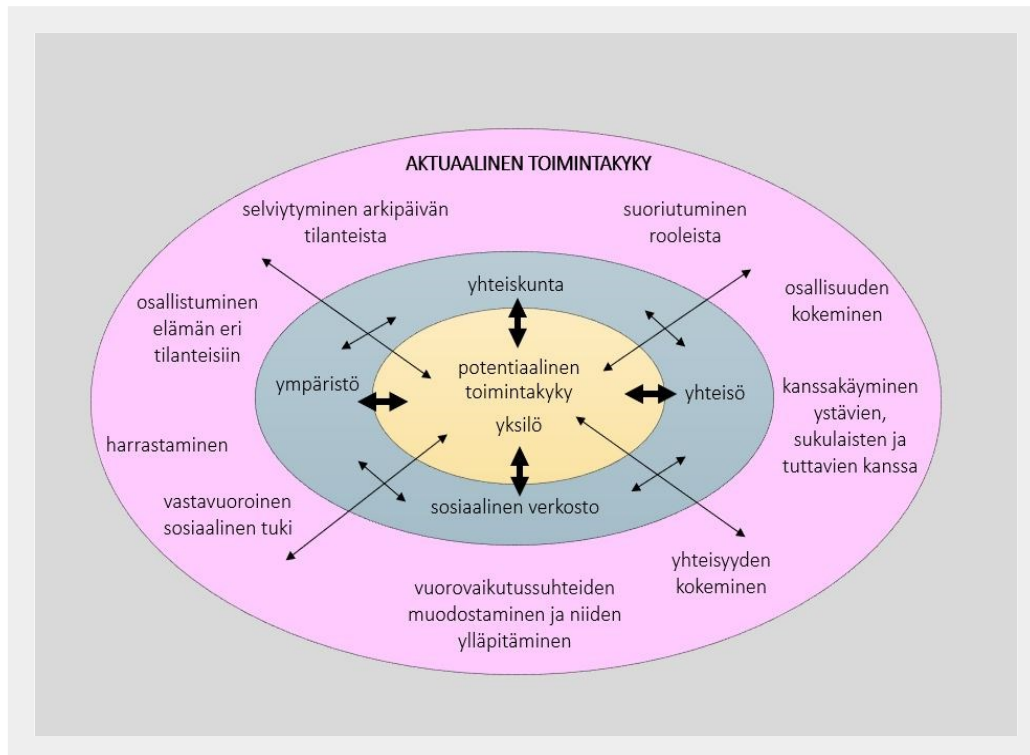 AKTUAALINEN TOIMINTAKYKY
selviytyminen arkipäivän
tilanteista
suoriutuminen
rooleista
osallistuminen
elämän eri
tilanteisiin
yhteiskunta
osallisuuden
kokeminen
ympäristö
potentiaalinen
toimintakyky
yksilö
yhteisö
kanssakäyminen
ystävien,
sukulaisten ja
tuttavien kanssa
harrastaminen
vastavuoroinen
sosiaalinen tuki
sosiaalinen verkosto
yhteisyyden
kokeminen
vuorovaikutussuhteiden
muodostaminen ja niiden
ylläpitäminen